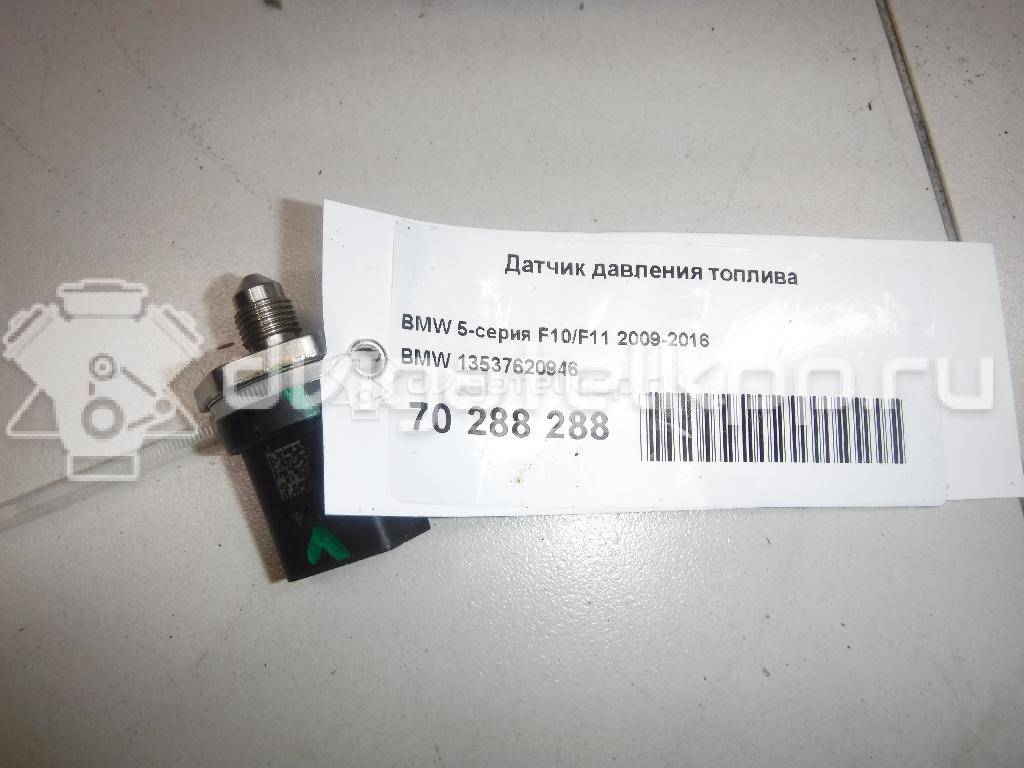 Датчик давления топлива
BMW 5-серия F10/F11 2009-2016
BMW 13537620946
70 288 288